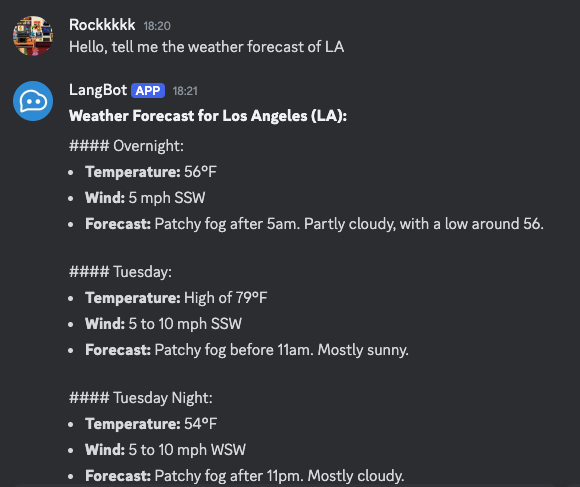 Rockkkkk 18:20
Hello, tell me the weather forecast of LA
LangBot APP 18:21
Weather Forecast for Los Angeles (LA):
#### Overnight:
• Temperature: 56°F
• Wind: 5 mph SSW
• Forecast: Patchy fog after 5am. Partly cloudy, with a low around 56.
#### Tuesday:
• Temperature: High of 79°F
• Wind: 5 to 10 mph SSW
• Forecast: Patchy fog before 11am. Mostly sunny.
#### Tuesday Night:
• Temperature: 54°F
• Wind: 5 to 10 mph WSW
• Forecast: Patchy fog after 11pm. Mostly cloudy.